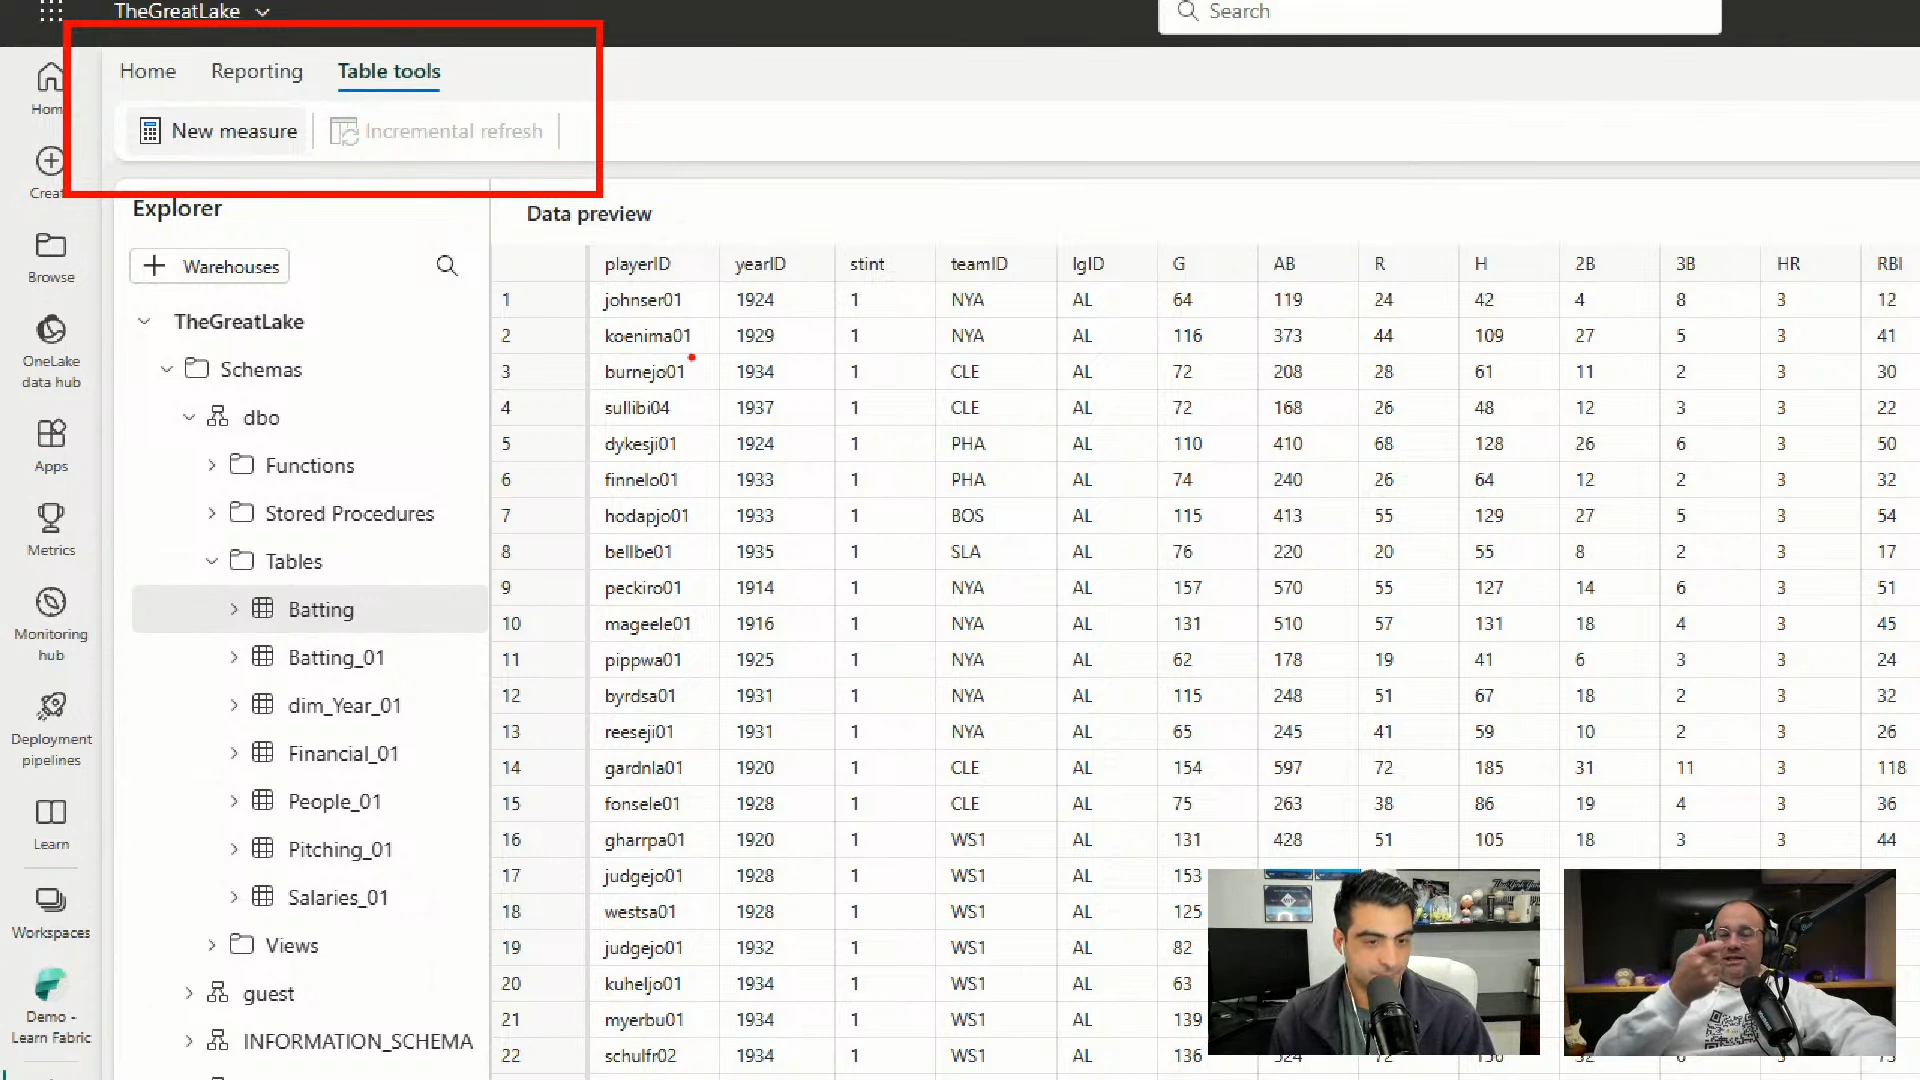 TheGreatLake
Search
Home Reporting Table tools
New measure Incremental refresh
Home
Create
Browse
OneLake
data hub
Apps
Metrics
Monitoring
hub
Deployment
pipelines
Learn
Workspaces
Demo -
Learn Fabric
Explorer
Warehouses
TheGreatLake
Schemas
dbo
Functions
Stored Procedures
Tables
Batting
Batting_01
dim_Year_01
Financial_01
People_01
Pitching_01
Salaries_01
Views
guest
INFORMATION_SCHEMA
Data preview
playerID yearID stint teamID lgID G AB R H 2B 3B HR RBI
1 johnser01 1924 1 NYA AL 64 119 24 42 4 8 3 12
2 koenima01 1929 1 NYA AL 116 373 44 109 27 5 3 41
3 burnejo01 1934 1 CLE AL 72 208 28 61 11 2 3 30
4 sullibi04 1937 1 CLE AL 72 168 26 48 12 3 3 22
5 dykesji01 1924 1 PHA AL 110 410 68 128 26 6 3 50
6 finnelo01 1933 1 PHA AL 74 240 26 64 12 2 3 32
7 hodapjo01 1933 1 BOS AL 115 413 55 129 27 5 3 54
8 bellbe01 1935 1 SLA AL 76 220 20 55 8 2 3 17
9 peckiro01 1914 1 NYA AL 157 570 55 127 14 6 3 51
10 mageele01 1916 1 NYA AL 131 510 57 131 18 4 3 45
11 pippwa01 1925 1 NYA AL 62 178 19 41 6 3 3 24
12 byrdsa01 1931 1 NYA AL 115 248 51 67 18 2 3 32
13 reeseji01 1931 1 NYA AL 65 245 41 59 10 2 3 26
14 gardnla01 1920 1 CLE AL 154 597 72 185 31 11 3 118
15 fonsele01 1928 1 CLE AL 75 263 38 86 19 4 3 36
16 gharrpa01 1920 1 WS1 AL 131 428 51 105 18 3 3 44
17 judgejo01 1928 1 WS1 AL 153
18 westsa01 1928 1 WS1 AL 125
19 judgejo01 1932 1 WS1 AL 82
20 kuheljo01 1934 1 WS1 AL 63
21 myerbu01 1934 1 WS1 AL 139
22 schulfr02 1934 1 WS1 AL 136